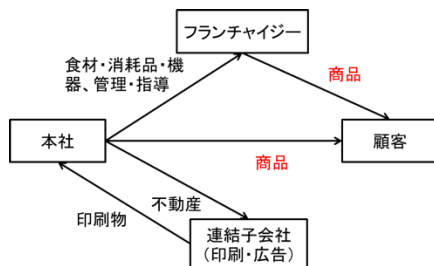 フランチャイジー
食材・消耗品・機
器、管理・指導
商品
本社
顧客
商品
不動産
印刷物
連結子会社
(印刷・広告)